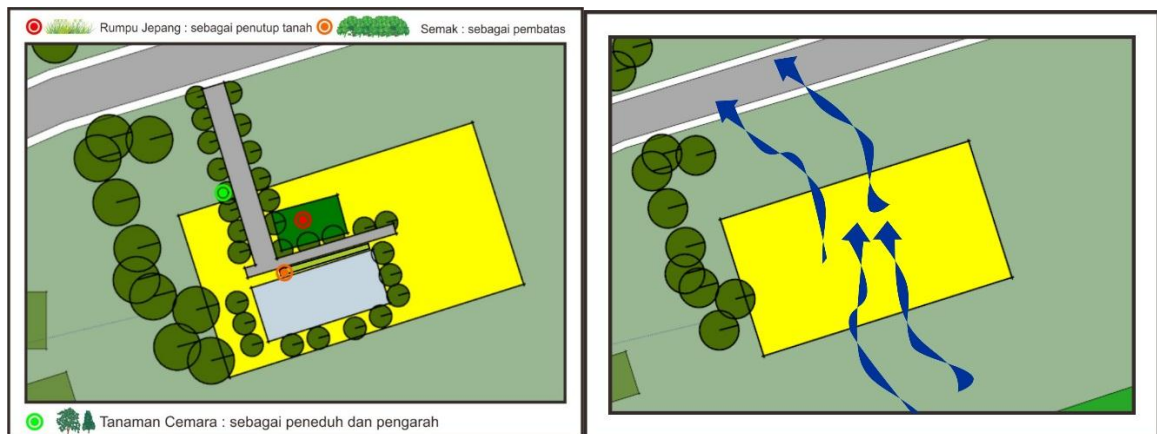 Rumpu Jepang : sebagai penutup tanah
Semak : sebagai pembatas
Tanaman Cemara : sebagai peneduh dan pengarah